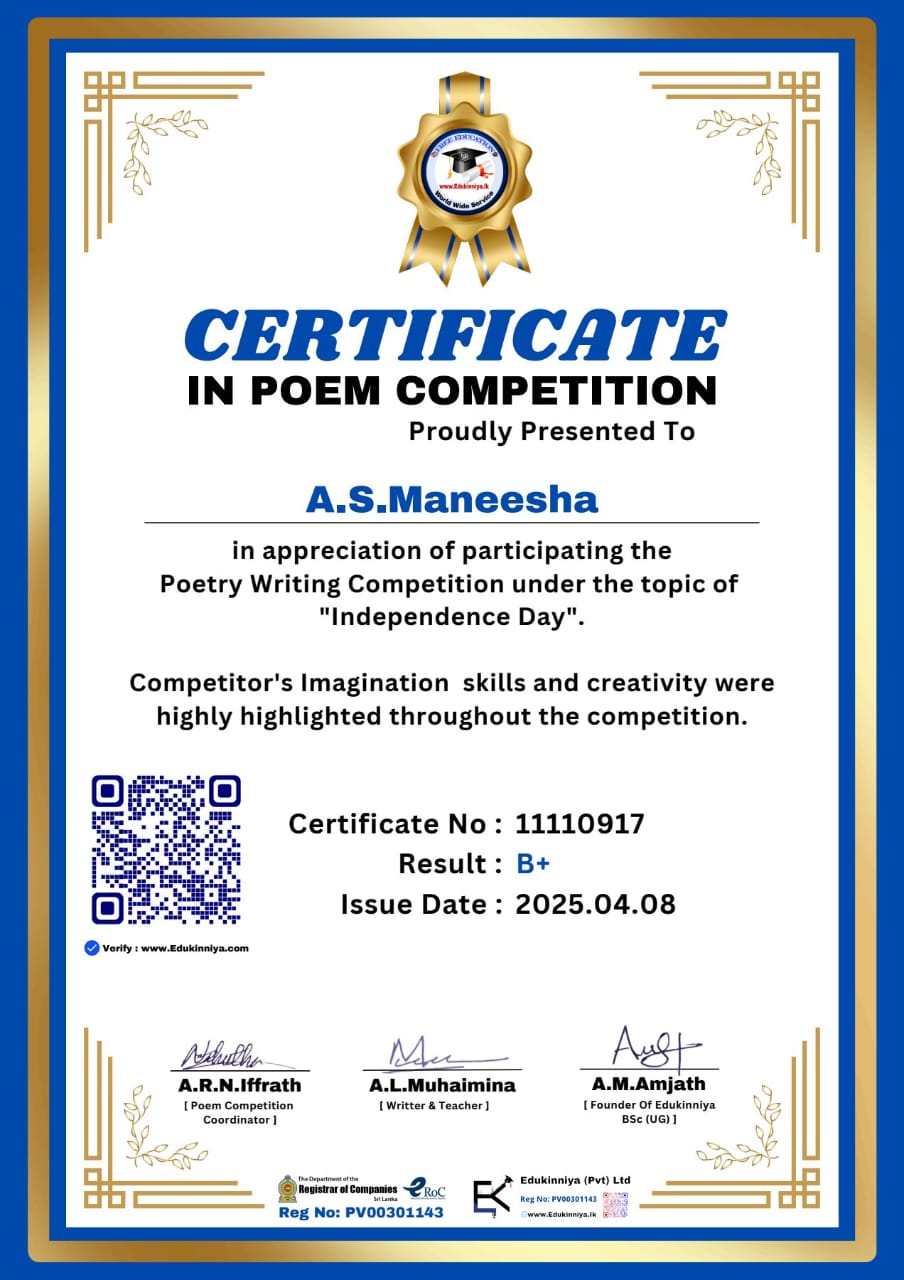 FREE EDUCATION
www.Edukinniya.lk
World Wide Service
CERTIFICATE
IN POEM COMPETITION
Proudly Presented To
A.S.Maneesha
in appreciation of participating the
Poetry Writing Competition under the topic of
"Independence Day".
Competitor's Imagination skills and creativity were
highly highlighted throughout the competition.
Certificate No : 11110917
Result : B+
Issue Date : 2025.04.08
Verify : www.Edukinniya.com
A.R.N.Iffrath
[ Poem Competition
Coordinator ]
A.L.Muhaimina
[ Writter & Teacher ]
A.M.Amjath
[ Founder Of Edukinniya
BSc (UG) ]
The Department of the
Registrar of Companies
Sri Lanka
eRoC
Reg No: PV00301143
EK
Edukinniya (Pvt) Ltd
Reg No: PV00301143
©www.Edukinniya.lk